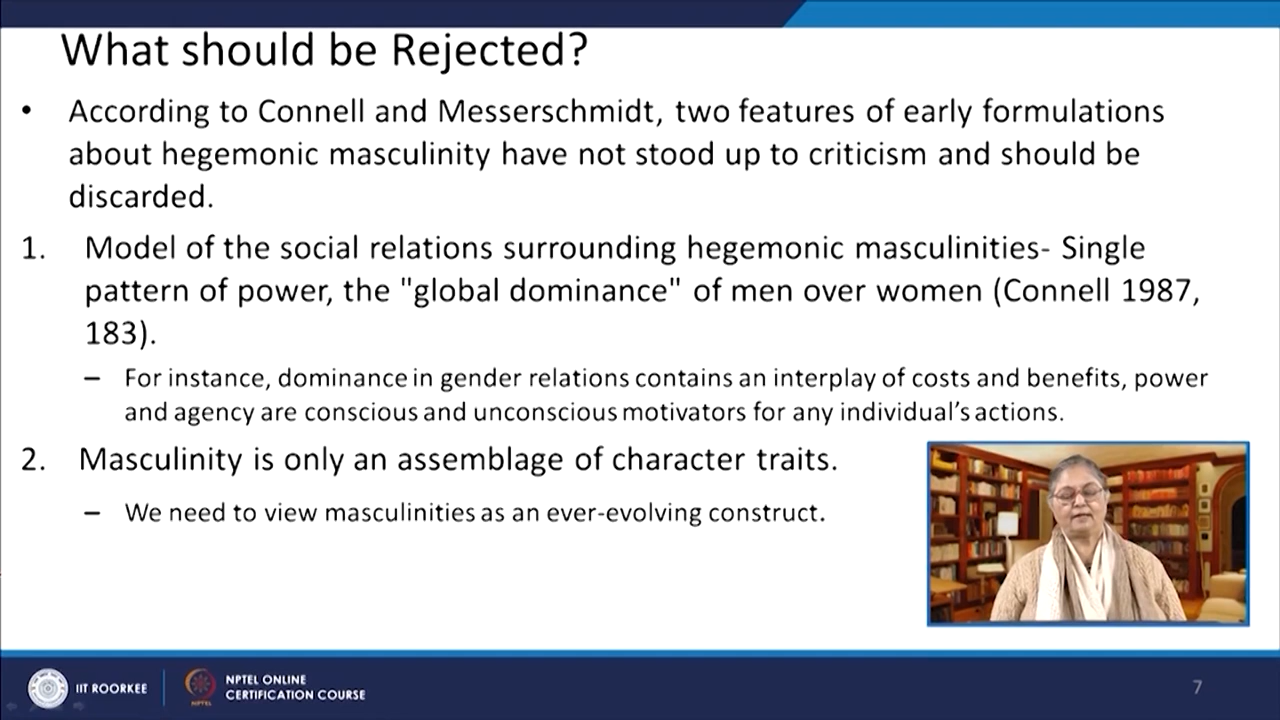 What should be Rejected?
• According to Connell and Messerschmidt, two features of early formulations
about hegemonic masculinity have not stood up to criticism and should be
discarded.
1. Model of the social relations surrounding hegemonic masculinities- Single
pattern of power, the "global dominance" of men over women (Connell 1987,
183).
– For instance, dominance in gender relations contains an interplay of costs and benefits, power
and agency are conscious and unconscious motivators for any individual's actions.
2. Masculinity is only an assemblage of character traits.
– We need to view masculinities as an ever-evolving construct.
IIT ROORKEE
NPTEL ONLINE
CERTIFICATION COURSE
NPTEL
7